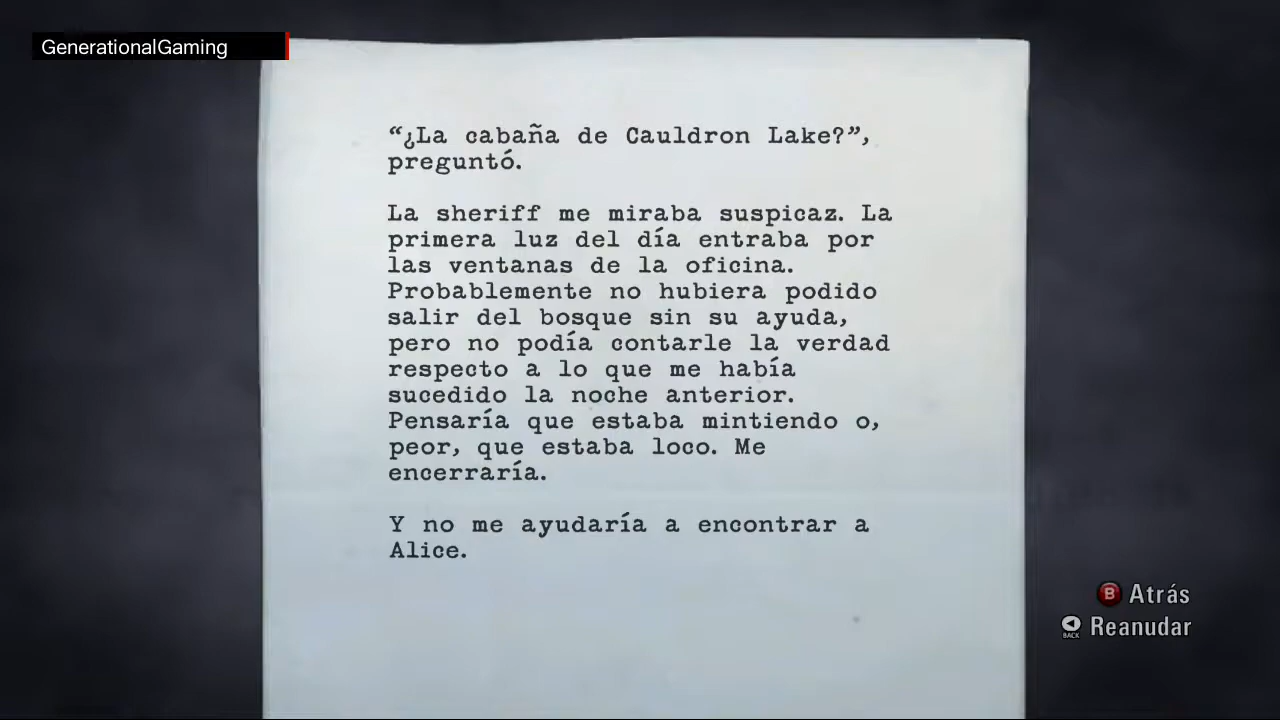 GenerationalGaming
“¿La cabaña de Cauldron Lake?”,
preguntó.
La sheriff me miraba suspicaz. La
primera luz del día entraba por
las ventanas de la oficina.
Probablemente no hubiera podido
salir del bosque sin su ayuda,
pero no podía contarle la verdad
respecto a lo que me había
sucedido la noche anterior.
Pensaría que estaba mintiendo o,
peor, que estaba loco. Me
encerraría.
Y no me ayudaría a encontrar a
Alice.
B Atrás
BACK Reanudar